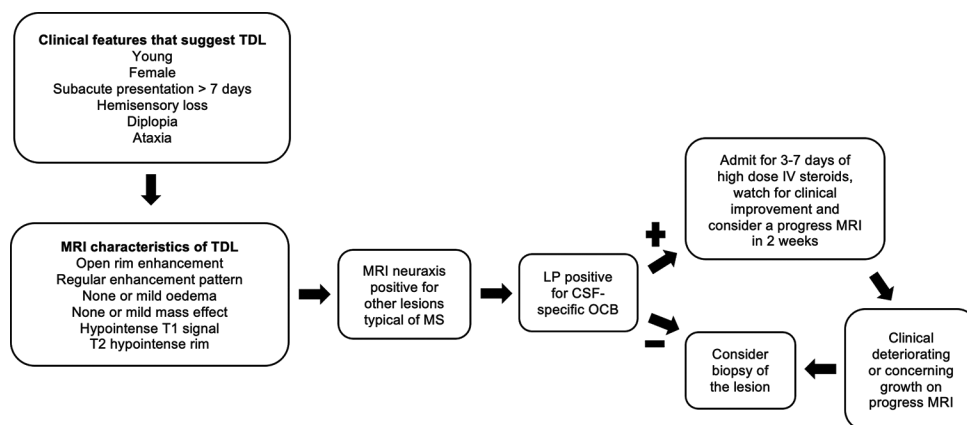 Clinical features that suggest TDL
Young
Female
Subacute presentation > 7 days
Hemisensory loss
Diplopia
Ataxia
MRI characteristics of TDL
Open rim enhancement
Regular enhancement pattern
None or mild oedema
None or mild mass effect
Hypointense T1 signal
T2 hypointense rim
MRI neuraxis
positive for
other lesions
typical of MS
LP positive
for CSF-
specific OCB
+
Admit for 3-7 days of
high dose IV steroids,
watch for clinical
improvement and
consider a progress MRI
in 2 weeks
–
Consider
biopsy of
the lesion
Clinical
deteriorating
or concerning
growth on
progress MRI